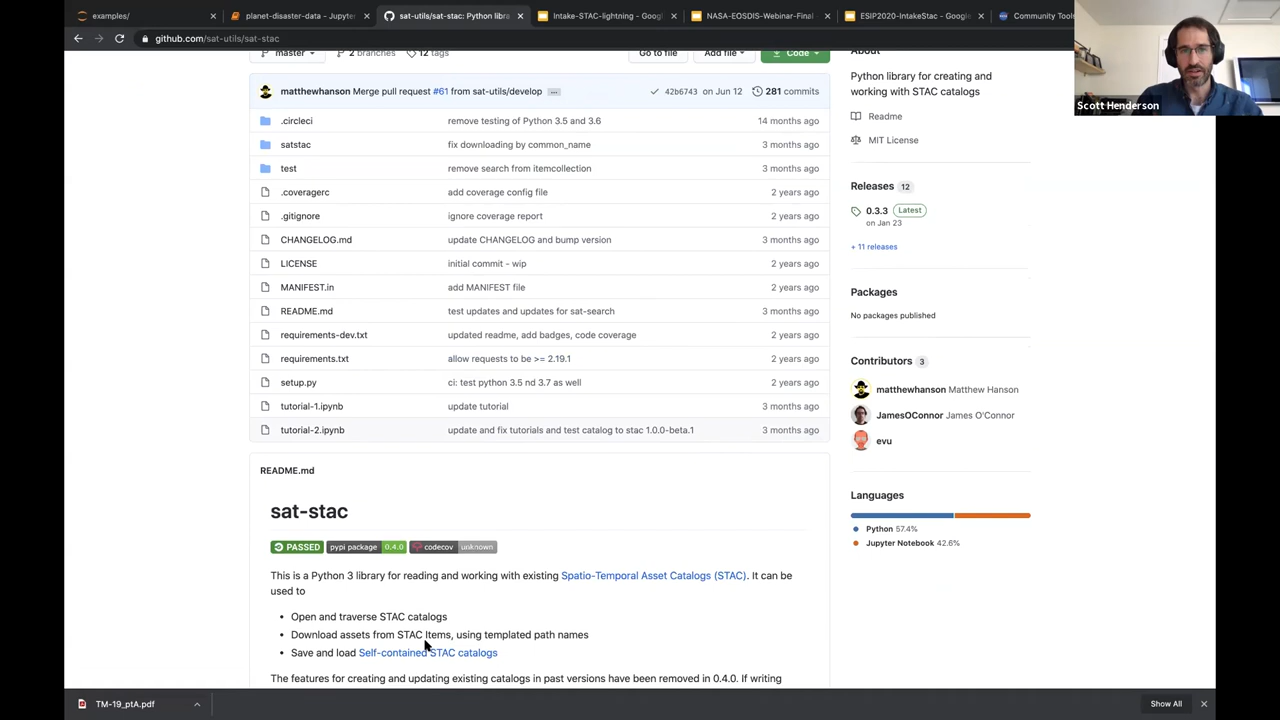 examples/
planet-disaster-data - Jupyte
sat-utils/sat-stac: Python libra
Intake-STAC-lightning - Googl
NASA-EOSDIS-Webinar-Final
ESIP2020-IntakeStac - Google
Community Tools
github.com/sat-utils/sat-stac
Scott Henderson
master
2 branches
12 tags
Go to file
Add file
Code
About
Python library for creating and
working with STAC catalogs
Readme
MIT License
matthewhanson Merge pull request #61 from sat-utils/develop ...
42b6743 on Jun 12
281 commits
.circleci remove testing of Python 3.5 and 3.6 14 months ago
satstac fix downloading by common_name 3 months ago
test remove search from itemcollection 3 months ago
.coveragerc add coverage config file 2 years ago
.gitignore ignore coverage report 2 years ago
CHANGELOG.md update CHANGELOG and bump version 3 months ago
LICENSE initial commit - wip 2 years ago
MANIFEST.in add MANIFEST file 2 years ago
README.md test updates and updates for sat-search 3 months ago
requirements-dev.txt updated readme, add badges, code coverage 2 years ago
requirements.txt allow requests to be >= 2.19.1 2 years ago
setup.py ci: test python 3.5 nd 3.7 as well 2 years ago
tutorial-1.ipynb update tutorial 3 months ago
tutorial-2.ipynb update and fix tutorials and test catalog to stac 1.0.0-beta.1 3 months ago
Releases 12
0.3.3 Latest
on Jan 23
+ 11 releases
Packages
No packages published
Contributors 3
matthewhanson Matthew Hanson
JamesOConnor James O'Connor
evu
Languages
Python 57.4%
Jupyter Notebook 42.6%
README.md
sat-stac
PASSED pypi package 0.4.0 codecov unknown
This is a Python 3 library for reading and working with existing Spatio-Temporal Asset Catalogs (STAC). It can be
used to
• Open and traverse STAC catalogs
• Download assets from STAC Items, using templated path names
• Save and load Self-contained STAC catalogs
The features for creating and updating existing catalogs in past versions have been removed in 0.4.0. If writing
TM-19_ptA.pdf
Show All